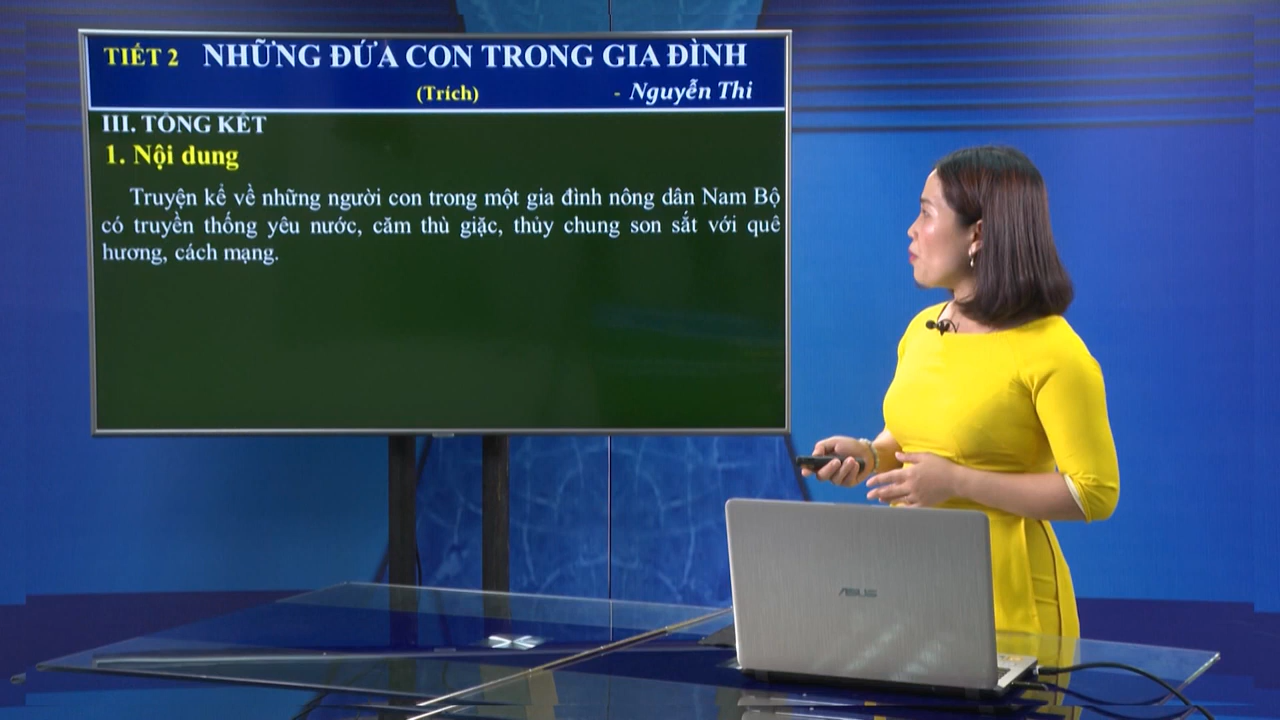 TIẾT 2 NHỮNG ĐỨA CON TRONG GIA ĐÌNH
(Trích) - Nguyễn Thi
III. TỔNG KẾT
1. Nội dung
Truyện kể về những người con trong một gia đình nông dân Nam Bộ
có truyền thống yêu nước, căm thù giặc, thủy chung son sắt với quê
hương, cách mạng.
ASUS